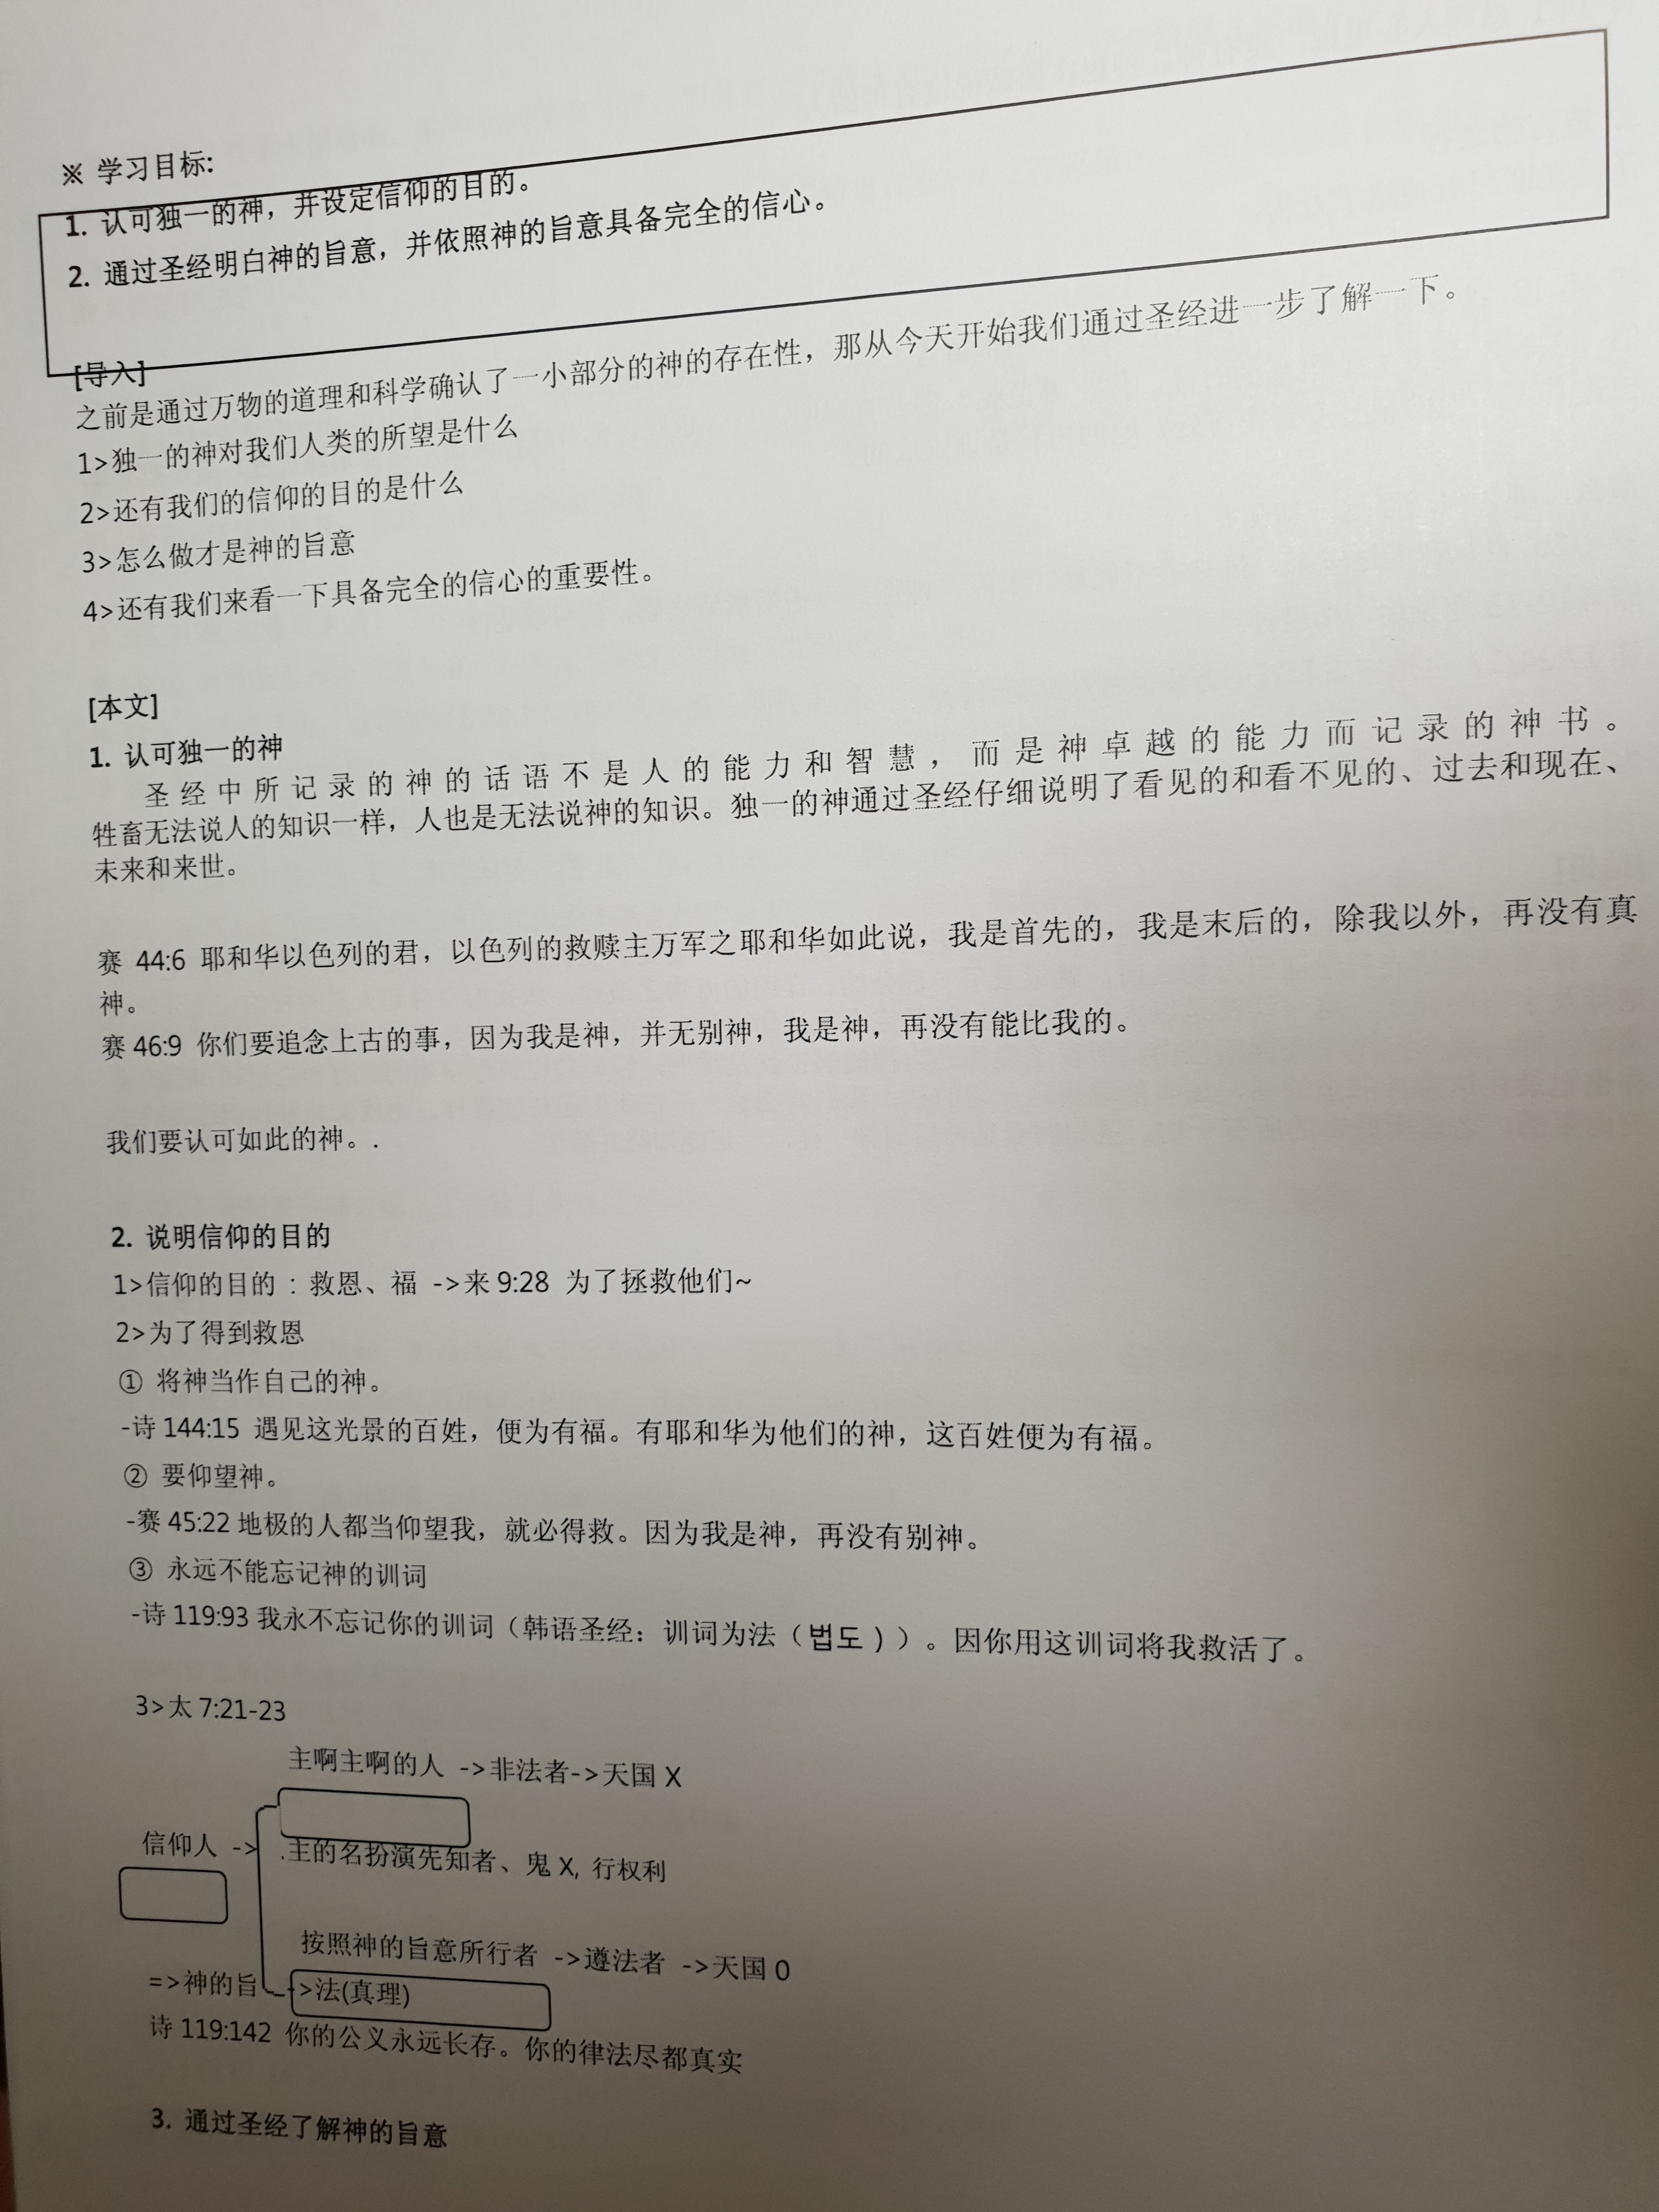 ※ 学习目标:
1. 认可独一的神，并设定信仰的目的。
2. 通过圣经明白神的旨意，并依照神的旨意具备完全的信心。
[导入]
之前是通过万物的道理和科学确认了一小部分的神的存在性，那从今天开始我们通过圣经进一步了解一下。
1>独一的神对我们人类的所望是什么
2>还有我们的信仰的目的是什么
3>怎么做才是神的旨意
4>还有我们来看一下具备完全的信心的重要性。
[本文]
1. 认可独一的神
圣经中所记录的神的话语不是人的能力和智慧，而是神卓越的能力而记录的神书。
牲畜无法说人的知识一样，人也是无法说神的知识。独一的神通过圣经仔细说明了看见的和看不见的、过去和现在、
未来和来世。
赛 44:6 耶和华以色列的君，以色列的救赎主万军之耶和华如此说，我是首先的，我是末后的，除我以外，再没有真
神。
赛 46:9 你们要追念上古的事，因为我是神，并无别神，我是神，再没有能比我的。
我们要认可如此的神。.
2. 说明信仰的目的
1>信仰的目的 : 救恩、福 ->来 9:28 为了拯救他们~
2>为了得到救恩
① 将神当作自己的神。
-诗 144:15 遇见这光景的百姓，便为有福。有耶和华为他们的神，这百姓便为有福。
② 要仰望神。
-赛 45:22 地极的人都当仰望我，就必得救。因为我是神，再没有别神。
③ 永远不能忘记神的训词
-诗 119:93 我永不忘记你的训词（韩语圣经：训词为法（법도））。因你用这训词将我救活了。
3>太 7:21-23
主啊主啊的人 ->非法者->天国 X
信仰人 ->
.主的名扮演先知者、鬼 X, 行权利
按照神的旨意所行者 ->遵法者 ->天国 O
=>神的旨 ->法(真理)
诗 119:142 你的公义永远长存。你的律法尽都真实
3. 通过圣经了解神的旨意